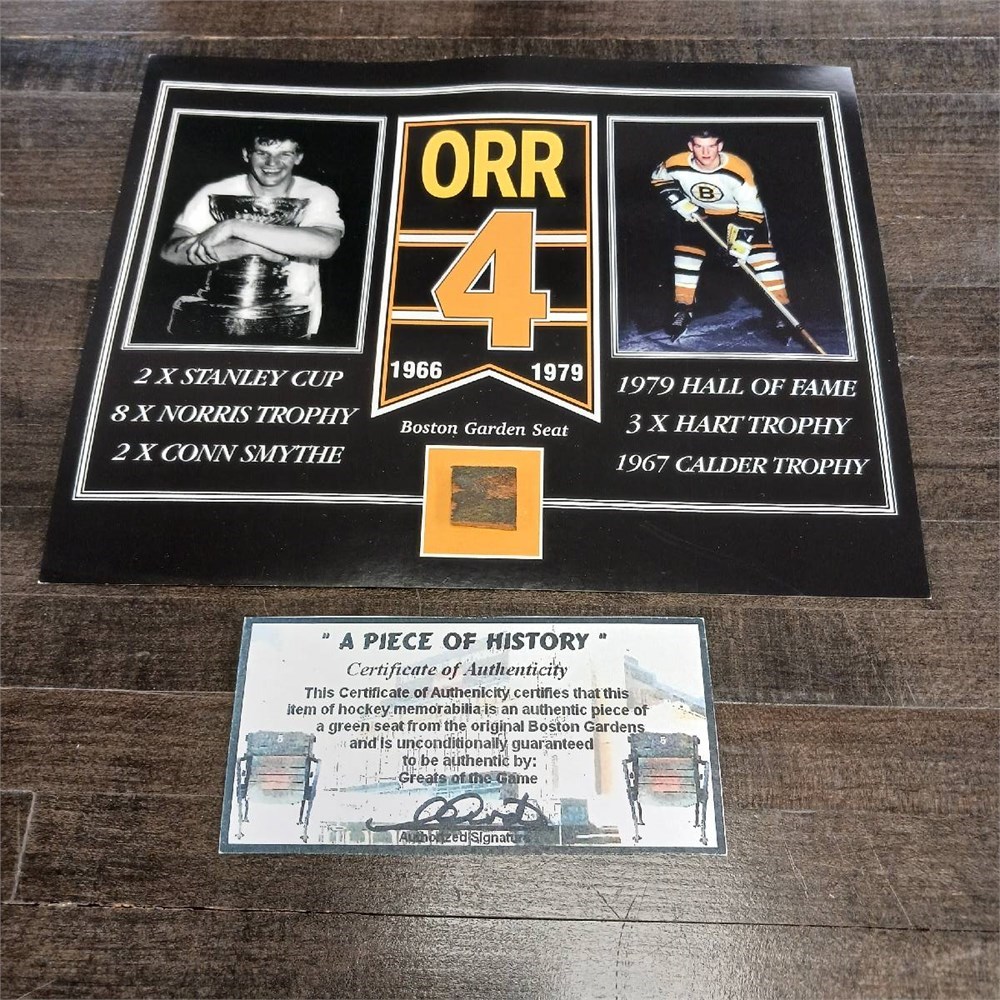 ORR
4
1966 1979
2 X STANLEY CUP
8 X NORRIS TROPHY
2 X CONN SMYTHE
B
1979 HALL OF FAME
3 X HART TROPHY
1967 CALDER TROPHY
Boston Garden Seat
" A PIECE OF HISTORY "
Certificate of Authenticity
This Certificate of Authenicity certifies that this
item of hockey memorabilia is an authentic piece of
a green seat from the original Boston Gardens
and is unconditionally guaranteed
to be authentic by:
Greats of the Game
Authorized Signature